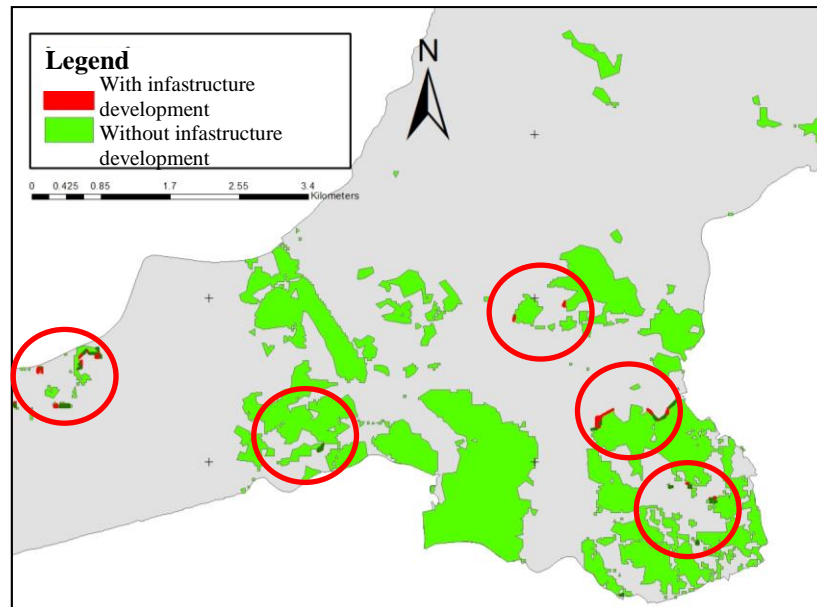 Legend
With infastructure
development
Without infastructure
development
N
0 0.425 0.85 1.7 2.55 3.4
Kilometers